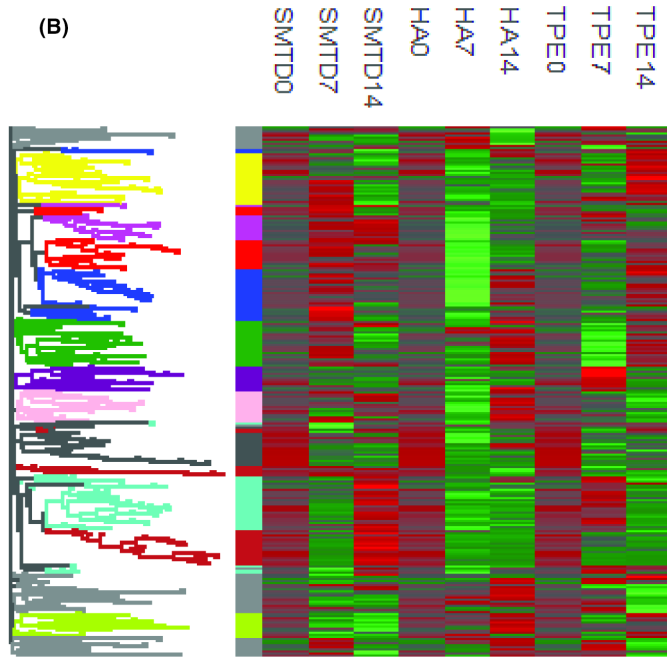 (B)
SMTD0
SMTD7
SMTD14
HA0
HA7
HA14
TPE0
TPE7
TPE14